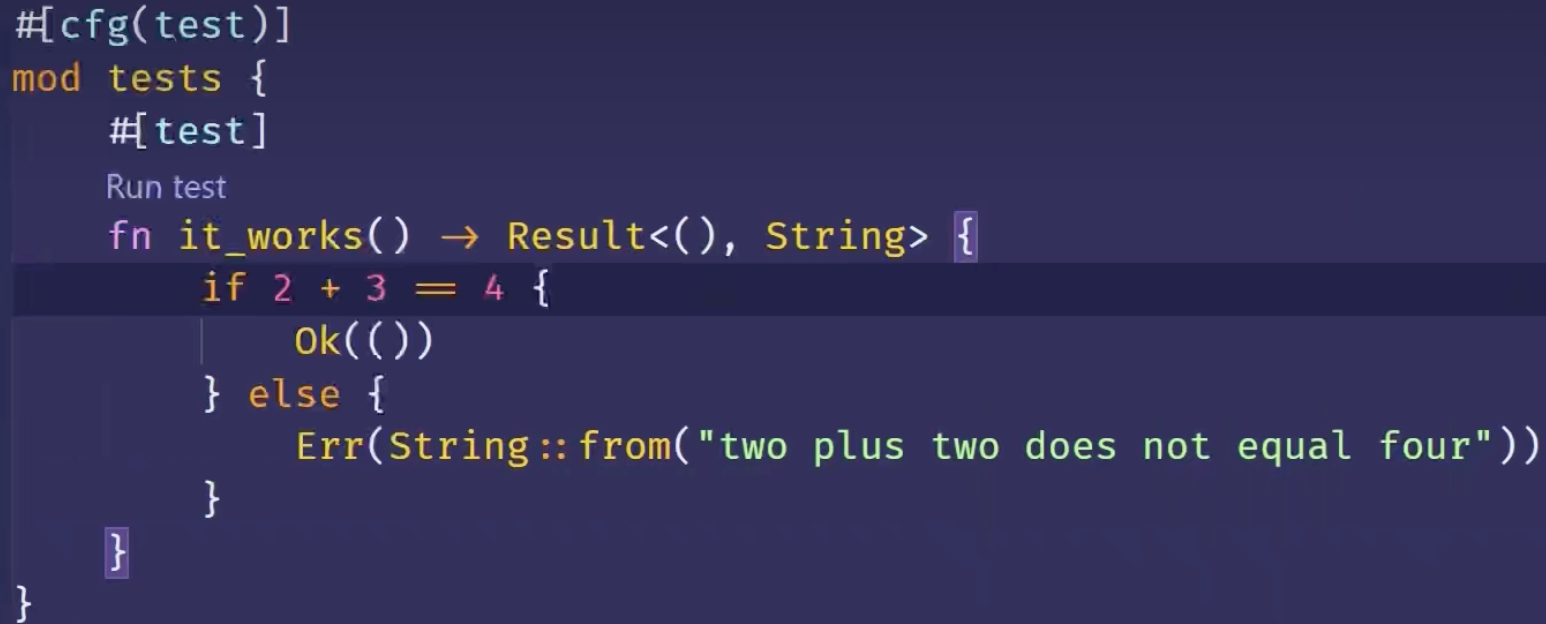 #[cfg(test)]
mod tests {
    #[test]
    Run test
    fn it_works() -> Result<(), String> {
        if 2 + 3 == 4 {
            Ok(())
        } else {
            Err(String::from("two plus two does not equal four"))
        }
    }
}